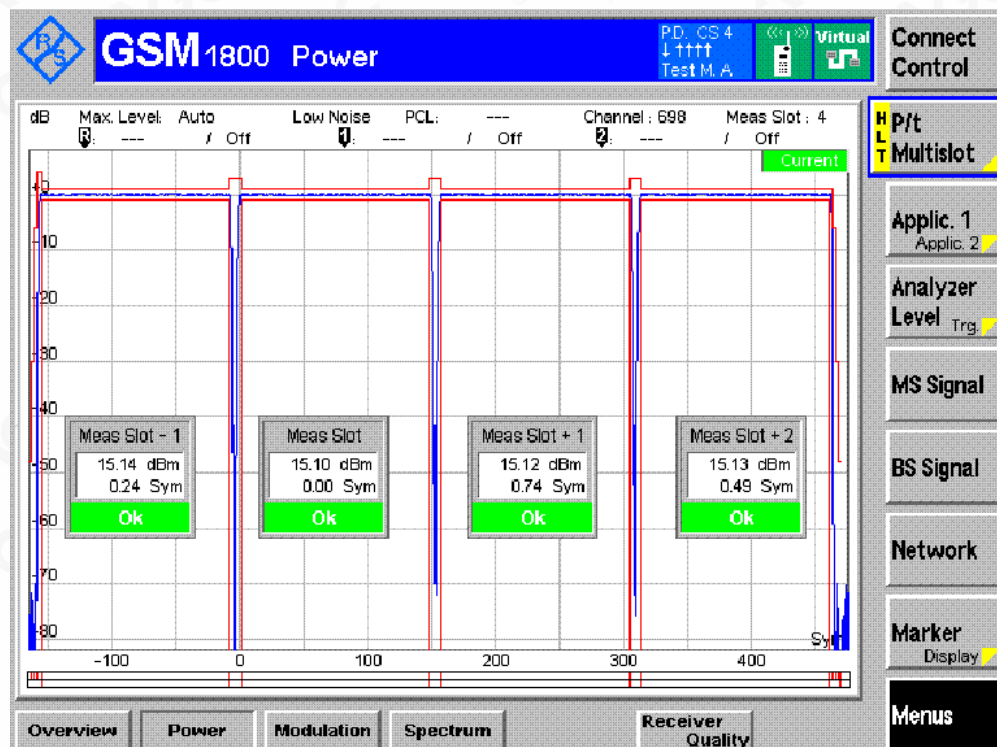 R/S
GSM 1800 Power
P.D. CS 4
↓ ↑↑↑↑
Test M. A.
Virtual
Connect
Control
dB Max. Level: Auto Low Noise PCL: --- Channel : 698 Meas Slot : 4
R: --- / Off 1: --- / Off 2: --- / Off
Current
H
L
T
P/t
Multislot
Applic. 1
Applic. 2
Analyzer
Level Trg.
MS Signal
BS Signal
Network
Marker
Display
Menus
-10
-20
-30
-40
-50
-60
-70
-80
Meas Slot - 1
15.14 dBm
0.24 Sym
Ok
Meas Slot
15.10 dBm
0.00 Sym
Ok
Meas Slot + 1
15.12 dBm
0.74 Sym
Ok
Meas Slot + 2
15.13 dBm
0.49 Sym
Ok
-100 0 100 200 300 400
Overview Power Modulation Spectrum Receiver
Quality